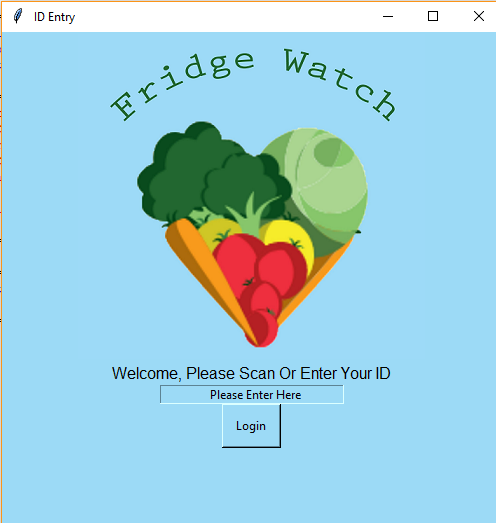 ID Entry
Fridge Watch
Welcome, Please Scan Or Enter Your ID
Please Enter Here
Login